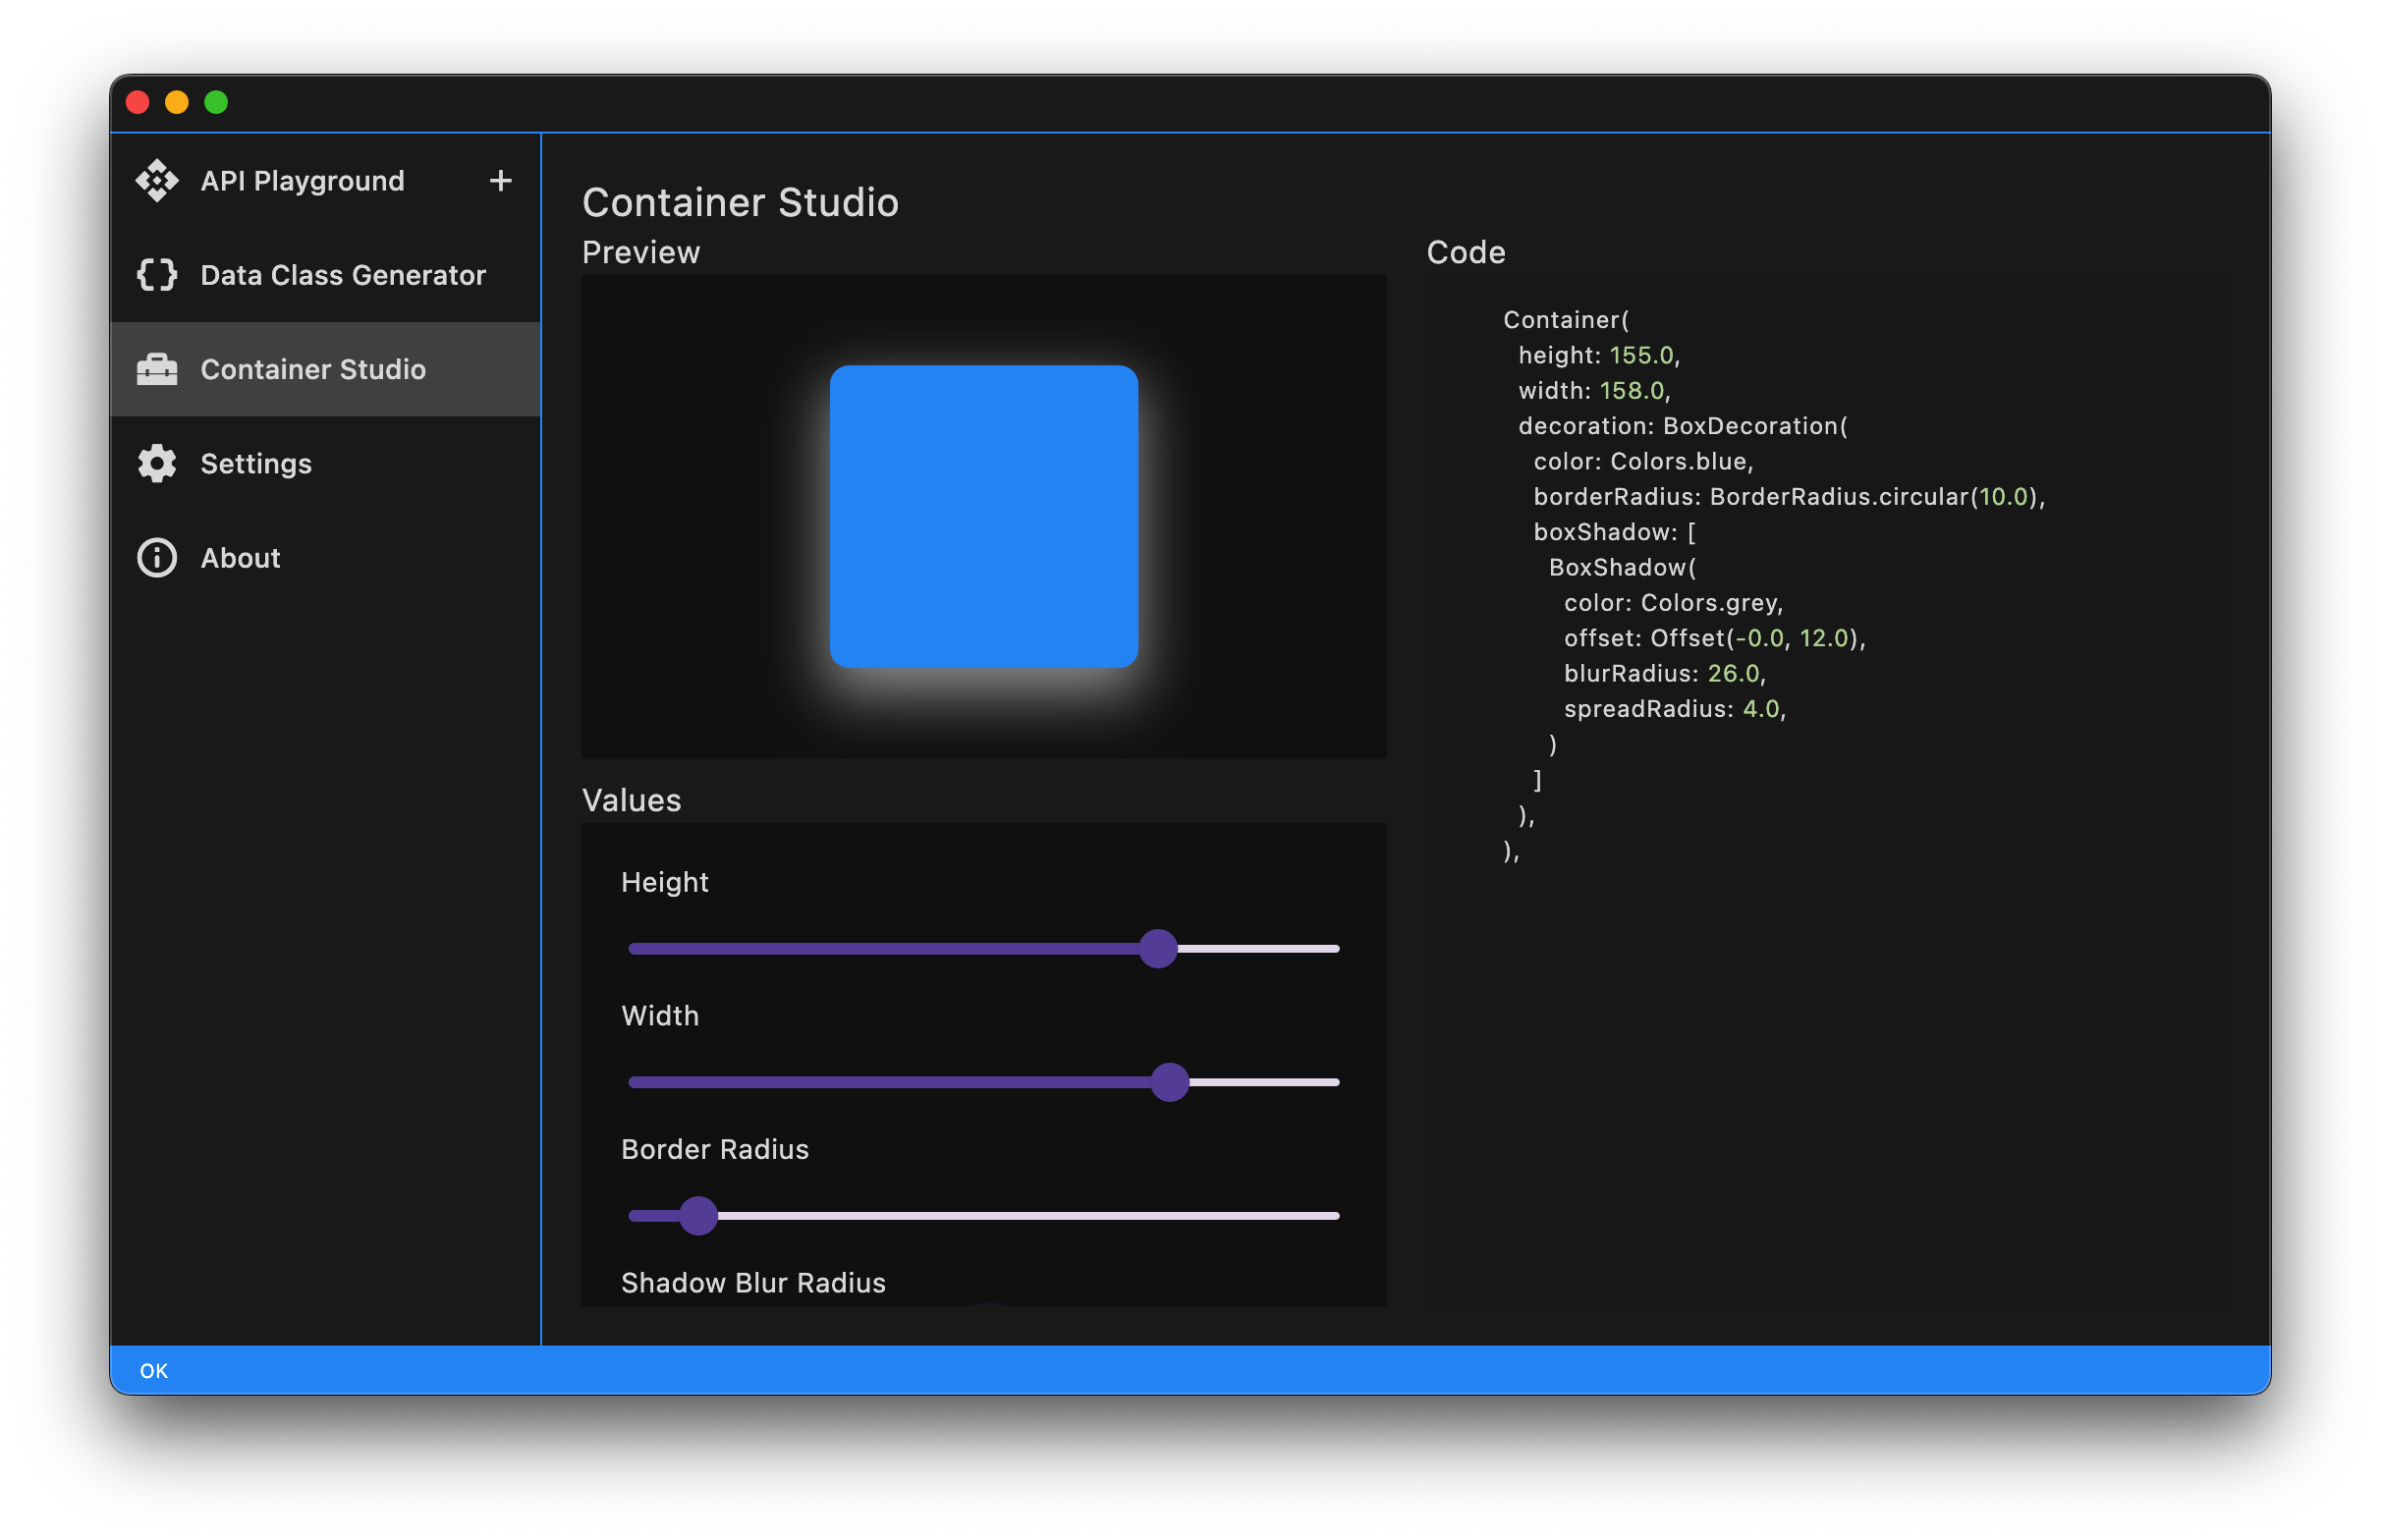 API Playground +
Data Class Generator
Container Studio
Settings
About
Container Studio
Preview
Values
Height
Width
Border Radius
Shadow Blur Radius
Code
Container(
  height: 155.0,
  width: 158.0,
  decoration: BoxDecoration(
    color: Colors.blue,
    borderRadius: BorderRadius.circular(10.0),
    boxShadow: [
      BoxShadow(
        color: Colors.grey,
        offset: Offset(-0.0, 12.0),
        blurRadius: 26.0,
        spreadRadius: 4.0,
      )
    ]
  ),
),
OK